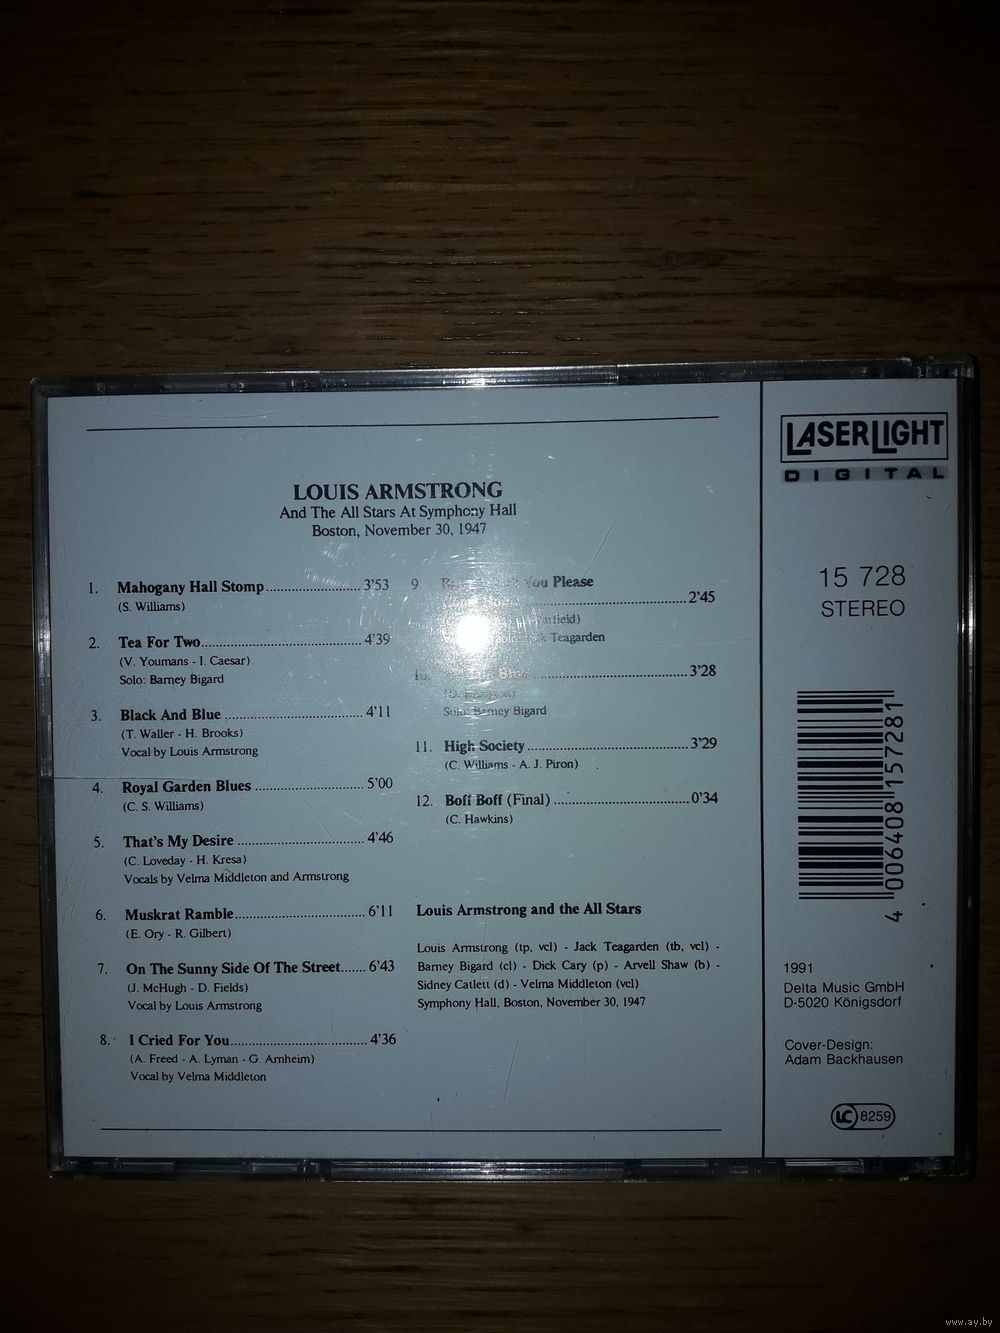 LOUIS ARMSTRONG
And The All Stars At Symphony Hall
Boston, November 30, 1947
1. Mahogany Hall Stomp 3'53
(S. Williams)
2. Tea For Two 4'39
(V. Youmans - I. Caesar)
Solo: Barney Bigard
3. Black And Blue 4'11
(T. Waller - H. Brooks)
Vocal by Louis Armstrong
4. Royal Garden Blues 5'00
(C. S. Williams)
5. That's My Desire 4'46
(C. Loveday - H. Kresa)
Vocals by Velma Middleton and Armstrong
6. Muskrat Ramble 6'11
(E. Ory - R. Gilbert)
7. On The Sunny Side Of The Street 6'43
(J. McHugh - D. Fields)
Vocal by Louis Armstrong
8. I Cried For You 4'36
(A. Freed - A. Lyman - G. Arnheim)
Vocal by Velma Middleton
9. You Please
2'45
Teagarden
10. 3'28
Solo: Barney Bigard
11. High Society 3'29
(C. Williams - A. J. Piron)
12. Boff Boff (Final) 0'34
(C. Hawkins)
Louis Armstrong and the All Stars
Louis Armstrong (tp, vcl) - Jack Teagarden (tb, vcl) -
Barney Bigard (cl) - Dick Cary (p) - Arvell Shaw (b) -
Sidney Catlett (d) - Velma Middleton (vcl)
Symphony Hall, Boston, November 30, 1947
LASERLIGHT
DIGITAL
15 728
STEREO
4 006408 157281
1991
Delta Music GmbH
D-5020 Königsdorf
Cover-Design:
Adam Backhausen
LC 8259
www.ay.by